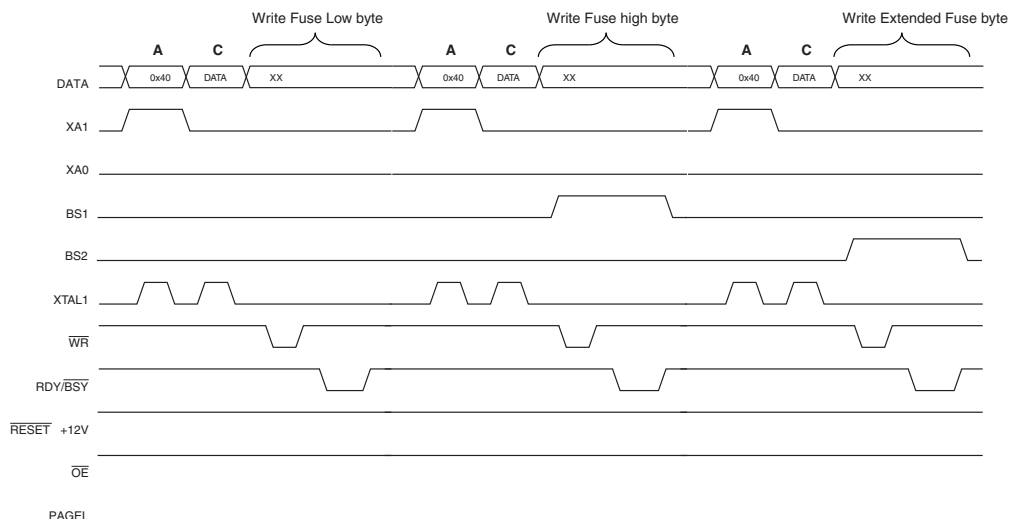 Write Fuse Low byte Write Fuse high byte Write Extended Fuse byte
A C A C A C
DATA 0x40 DATA XX 0x40 DATA XX 0x40 DATA XX
XA1
XA0
BS1
BS2
XTAL1
WR
RDY/BSY
RESET +12V
OE
PAGEL